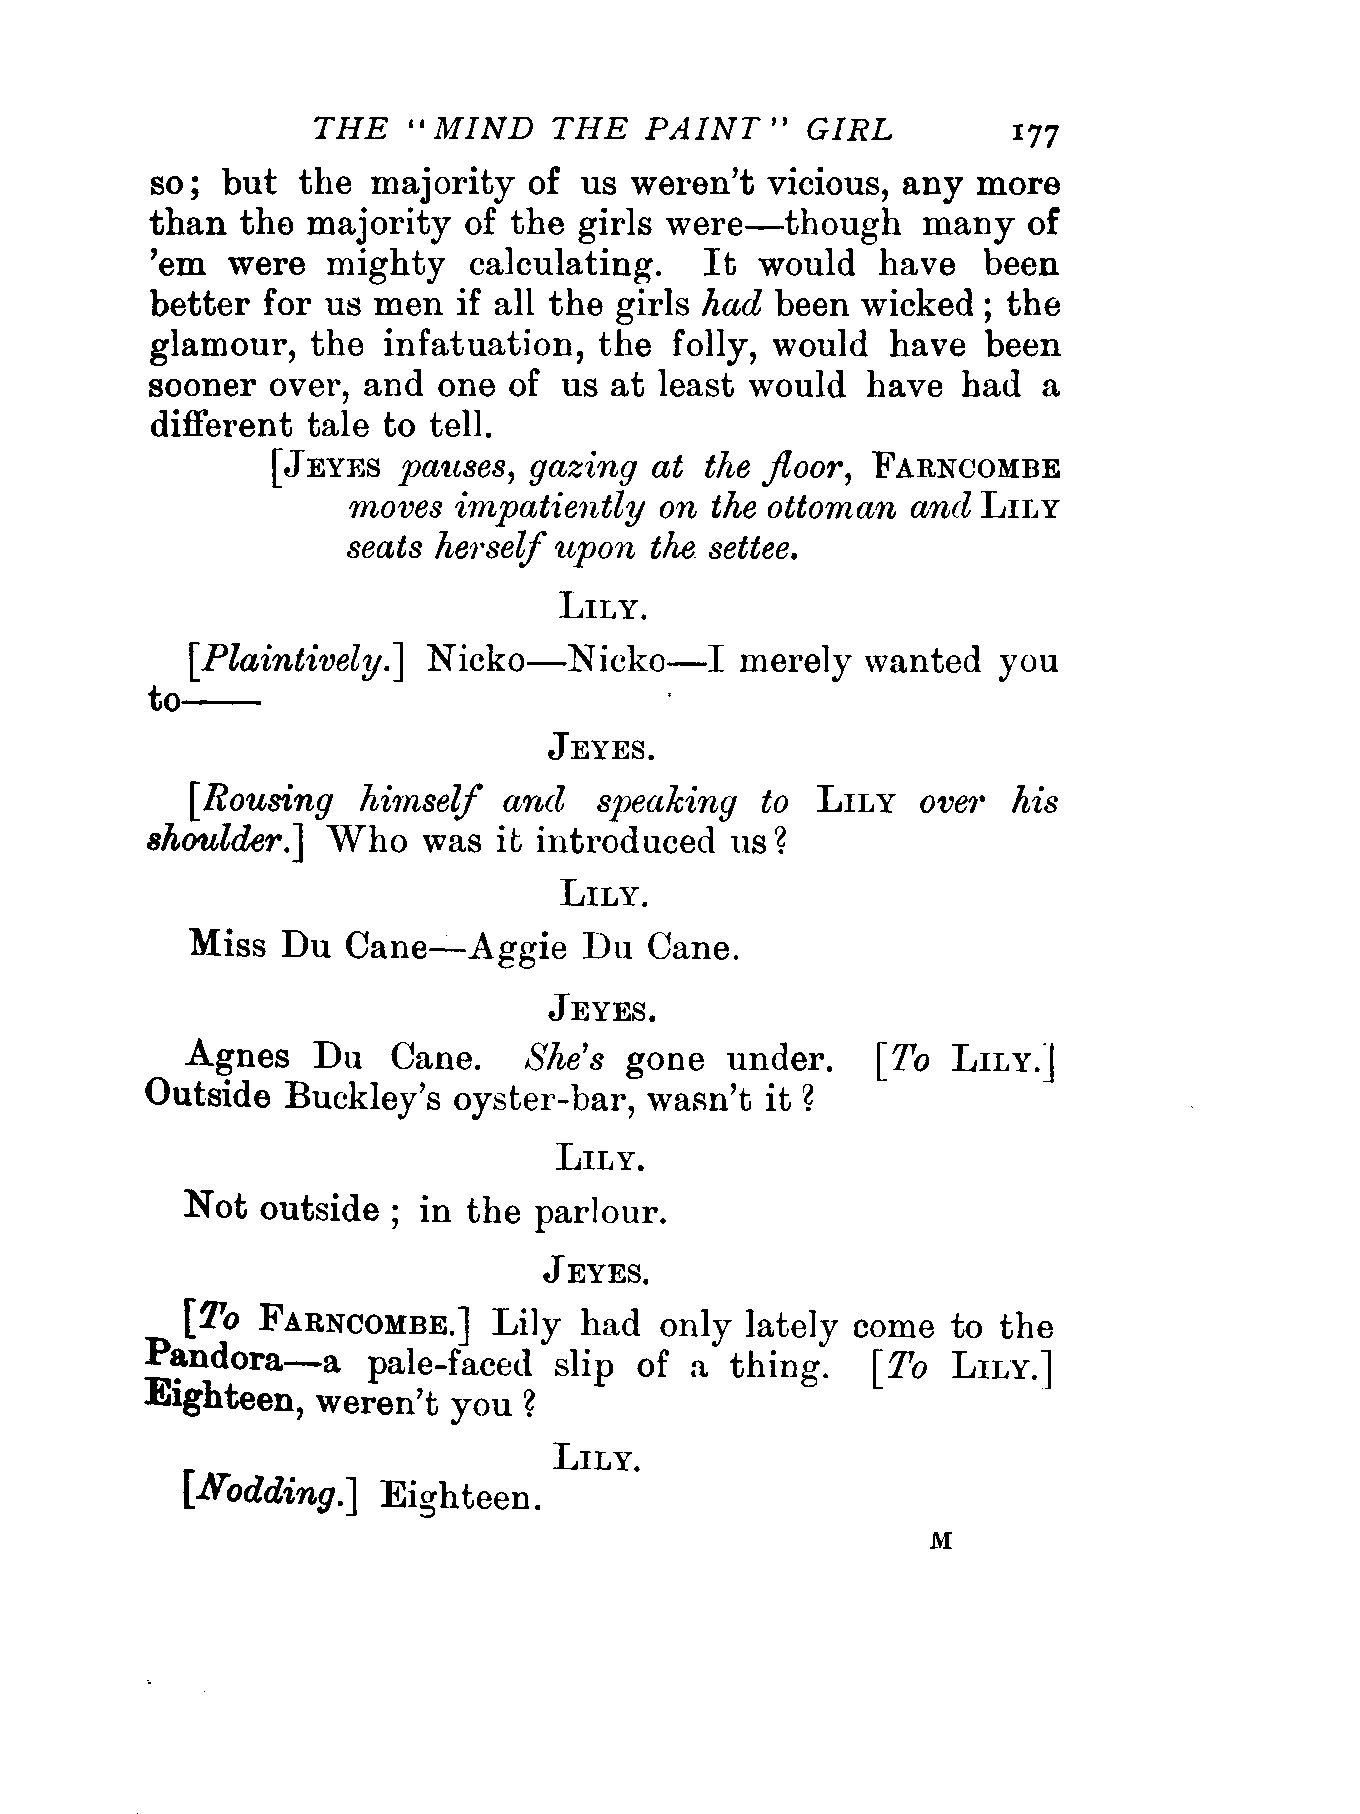 THE "MIND THE PAINT" GIRL 177
so; but the majority of us weren't vicious, any more
than the majority of the girls were—though many of
'em were mighty calculating. It would have been
better for us men if all the girls had been wicked; the
glamour, the infatuation, the folly, would have been
sooner over, and one of us at least would have had a
different tale to tell.
[JEYES pauses, gazing at the floor, FARNCOMBE
moves impatiently on the ottoman and LILY
seats herself upon the settee.
LILY.
[Plaintively.] Nicko—Nicko—I merely wanted you
to——
JEYES.
[Rousing himself and speaking to LILY over his
shoulder.] Who was it introduced us?
LILY.
Miss Du Cane—Aggie Du Cane.
JEYES.
Agnes Du Cane. She's gone under. [To LILY.]
Outside Buckley's oyster-bar, wasn't it?
LILY.
Not outside; in the parlour.
JEYES.
[To FARNCOMBE.] Lily had only lately come to the
Pandora—a pale-faced slip of a thing. [To LILY.]
Eighteen, weren't you?
LILY.
[Nodding.] Eighteen.
M